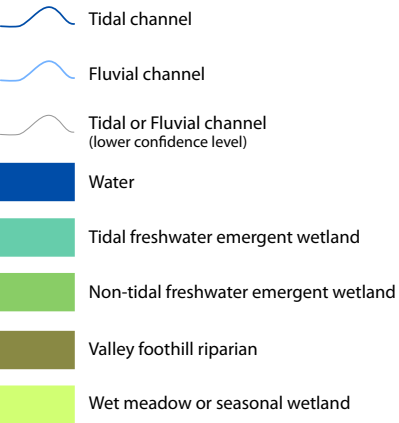 Tidal channel
Fluvial channel
Tidal or Fluvial channel
(lower confidence level)
Water
Tidal freshwater emergent wetland
Non-tidal freshwater emergent wetland
Valley foothill riparian
Wet meadow or seasonal wetland